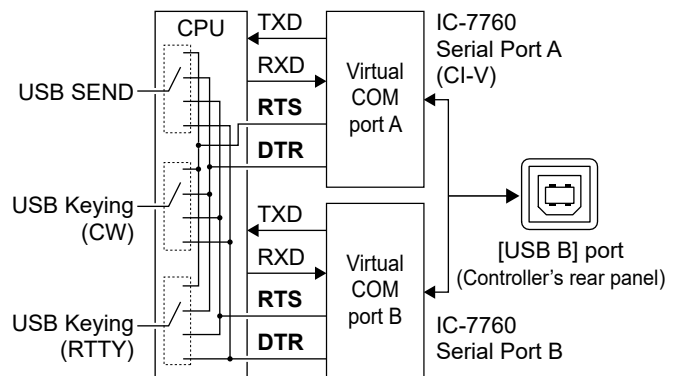 CPU
USB SEND
USB Keying
(CW)
USB Keying
(RTTY)
TXD
RXD
RTS
DTR
Virtual
COM
port A
IC-7760
Serial Port A
(CI-V)
TXD
RXD
RTS
DTR
Virtual
COM
port B
IC-7760
Serial Port B
[USB B] port
(Controller’s rear panel)